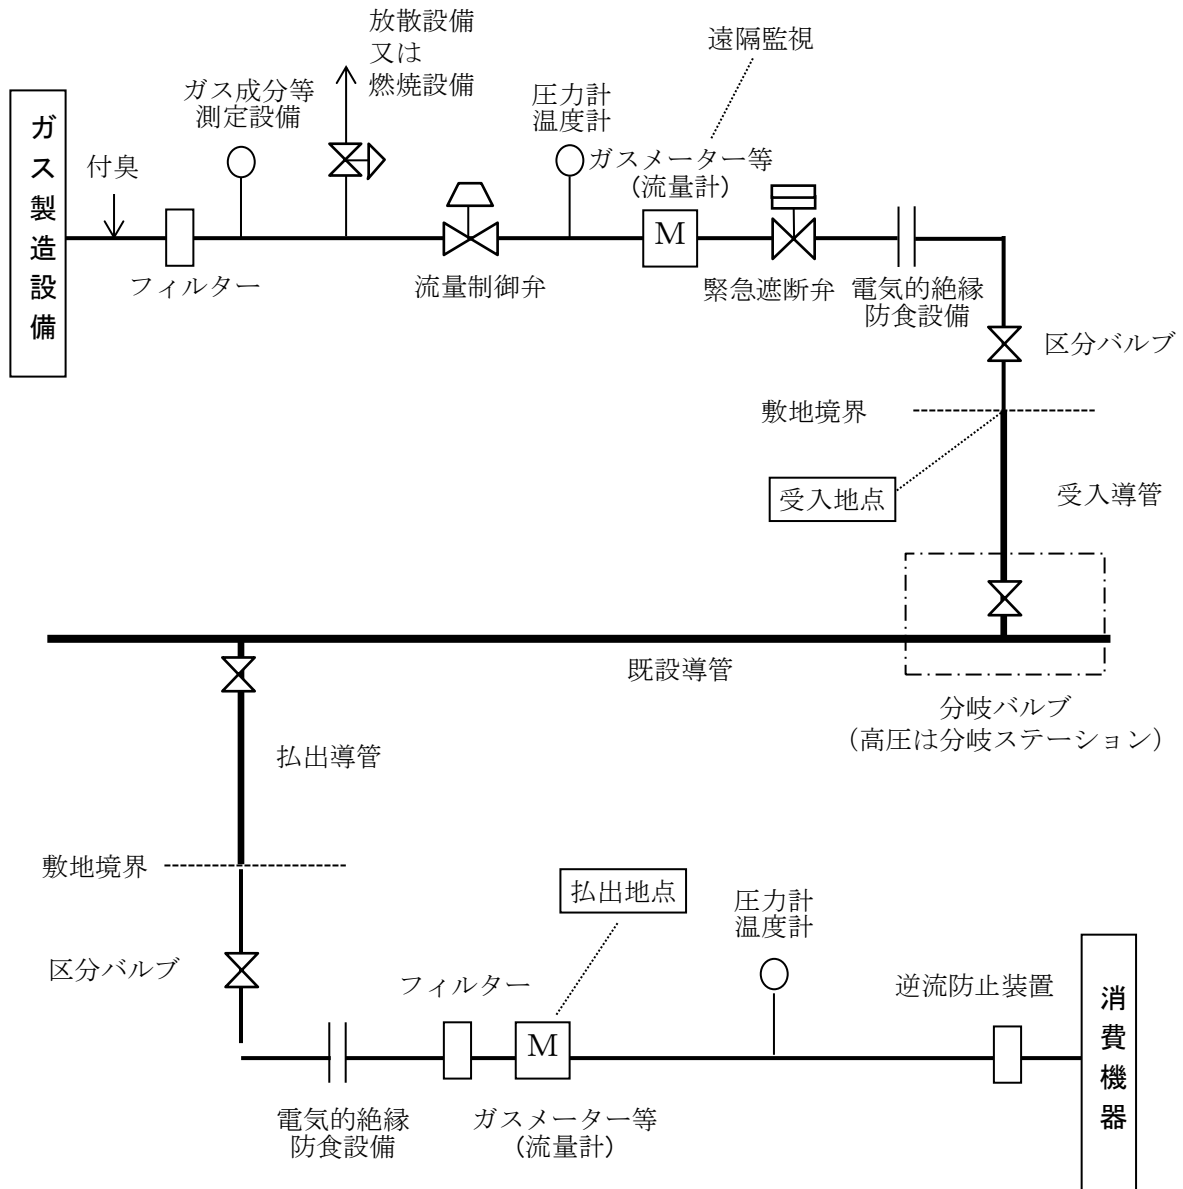 放散設備
又は
燃焼設備
遠隔監視
ガス成分等
測定設備
圧力計
温度計
ガス製造設備
付臭
ガスメーター等
(流量計)
M
フィルター
流量制御弁
緊急遮断弁
電気的絶縁
防食設備
区分バルブ
敷地境界
受入地点
受入導管
既設導管
分岐バルブ
(高圧は分岐ステーション)
払出導管
敷地境界
払出地点
圧力計
温度計
区分バルブ
フィルター
逆流防止装置
消費機器
M
電気的絶縁
防食設備
ガスメーター等
(流量計)